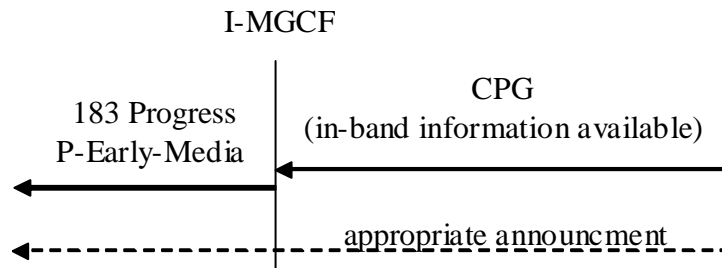 I-MGCF
183 Progress
P-Early-Media
CPG
(in-band information available)
appropriate announcment